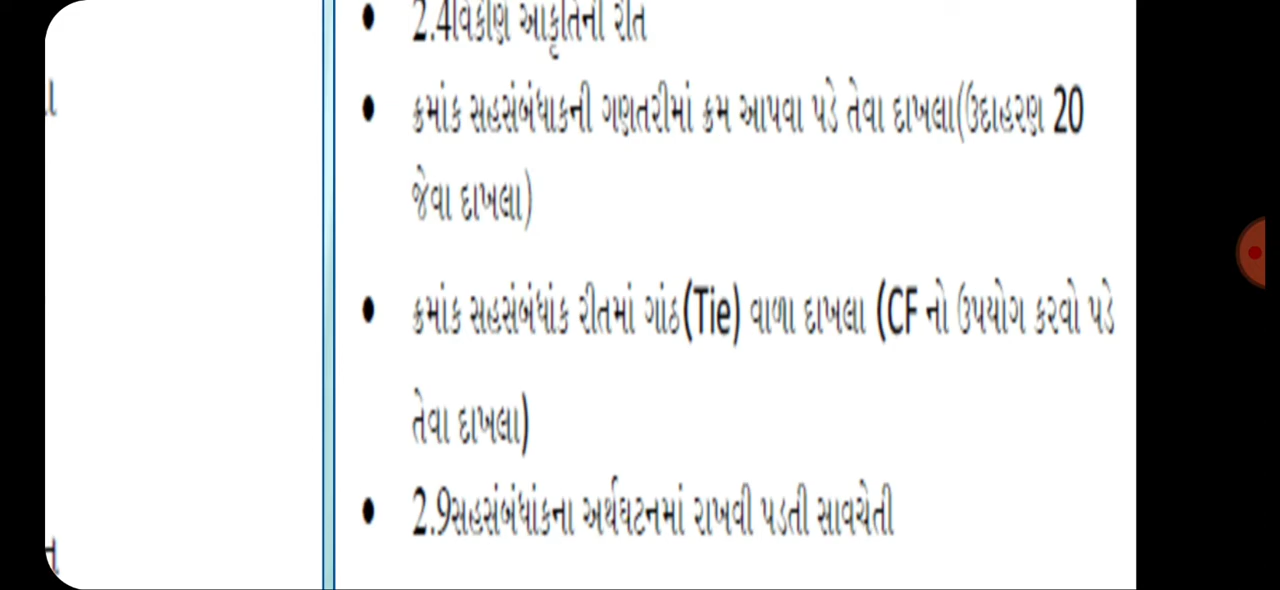 2.4વિકીર્ણ આકૃતિની રીત
ક્રમાંક સહસંબંધાકની ગણતરીમાં ક્રમ આપવા પડે તેવા દાખલા(ઉદાહરણ 20
જેવા દાખલા)
ક્રમાંક સહસંબંધાંક રીતમાં ગાંઠ(Tie) વાળા દાખલા (CF નો ઉપયોગ કરવો પડે
તેવા દાખલા)
2.9સહસંબંધાંકના અર્થઘટનમાં રાખવી પડતી સાવચેતી